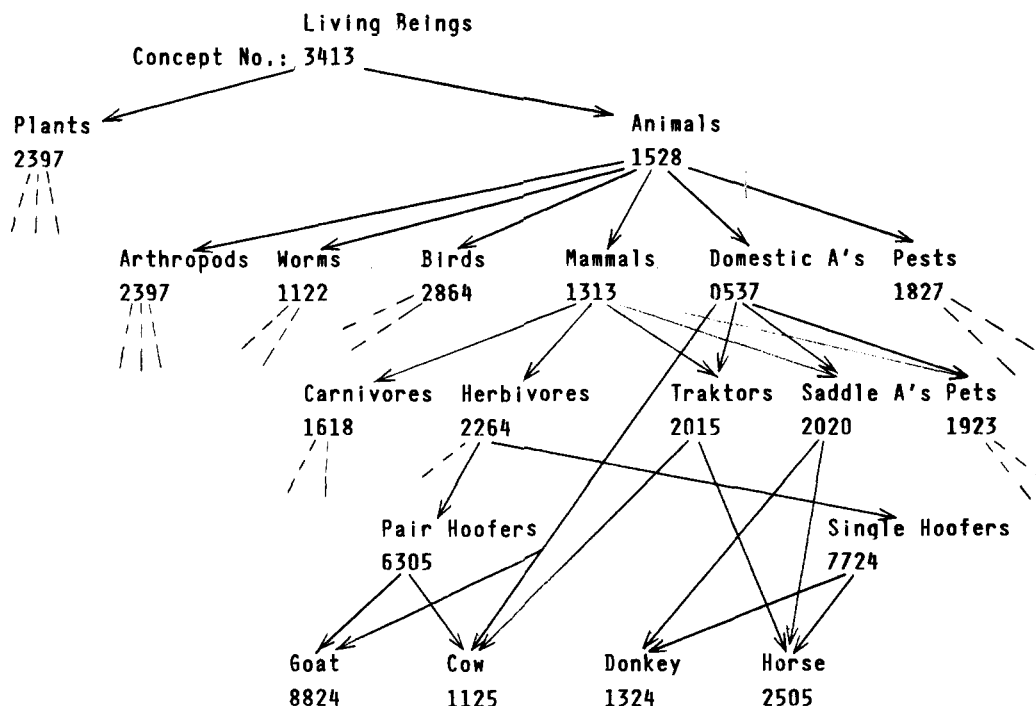 Living Beings
Concept No.: 3413
Plants
2397
Animals
1528
Arthropods Worms Birds Mammals Domestic A's Pests
2397 1122 2864 1313 0537 1827
Carnivores Herbivores Traktors Saddle A's Pets
1618 2264 2015 2020 1923
Pair Hoofers Single Hoofers
6305 7724
Goat Cow Donkey Horse
8824 1125 1324 2505